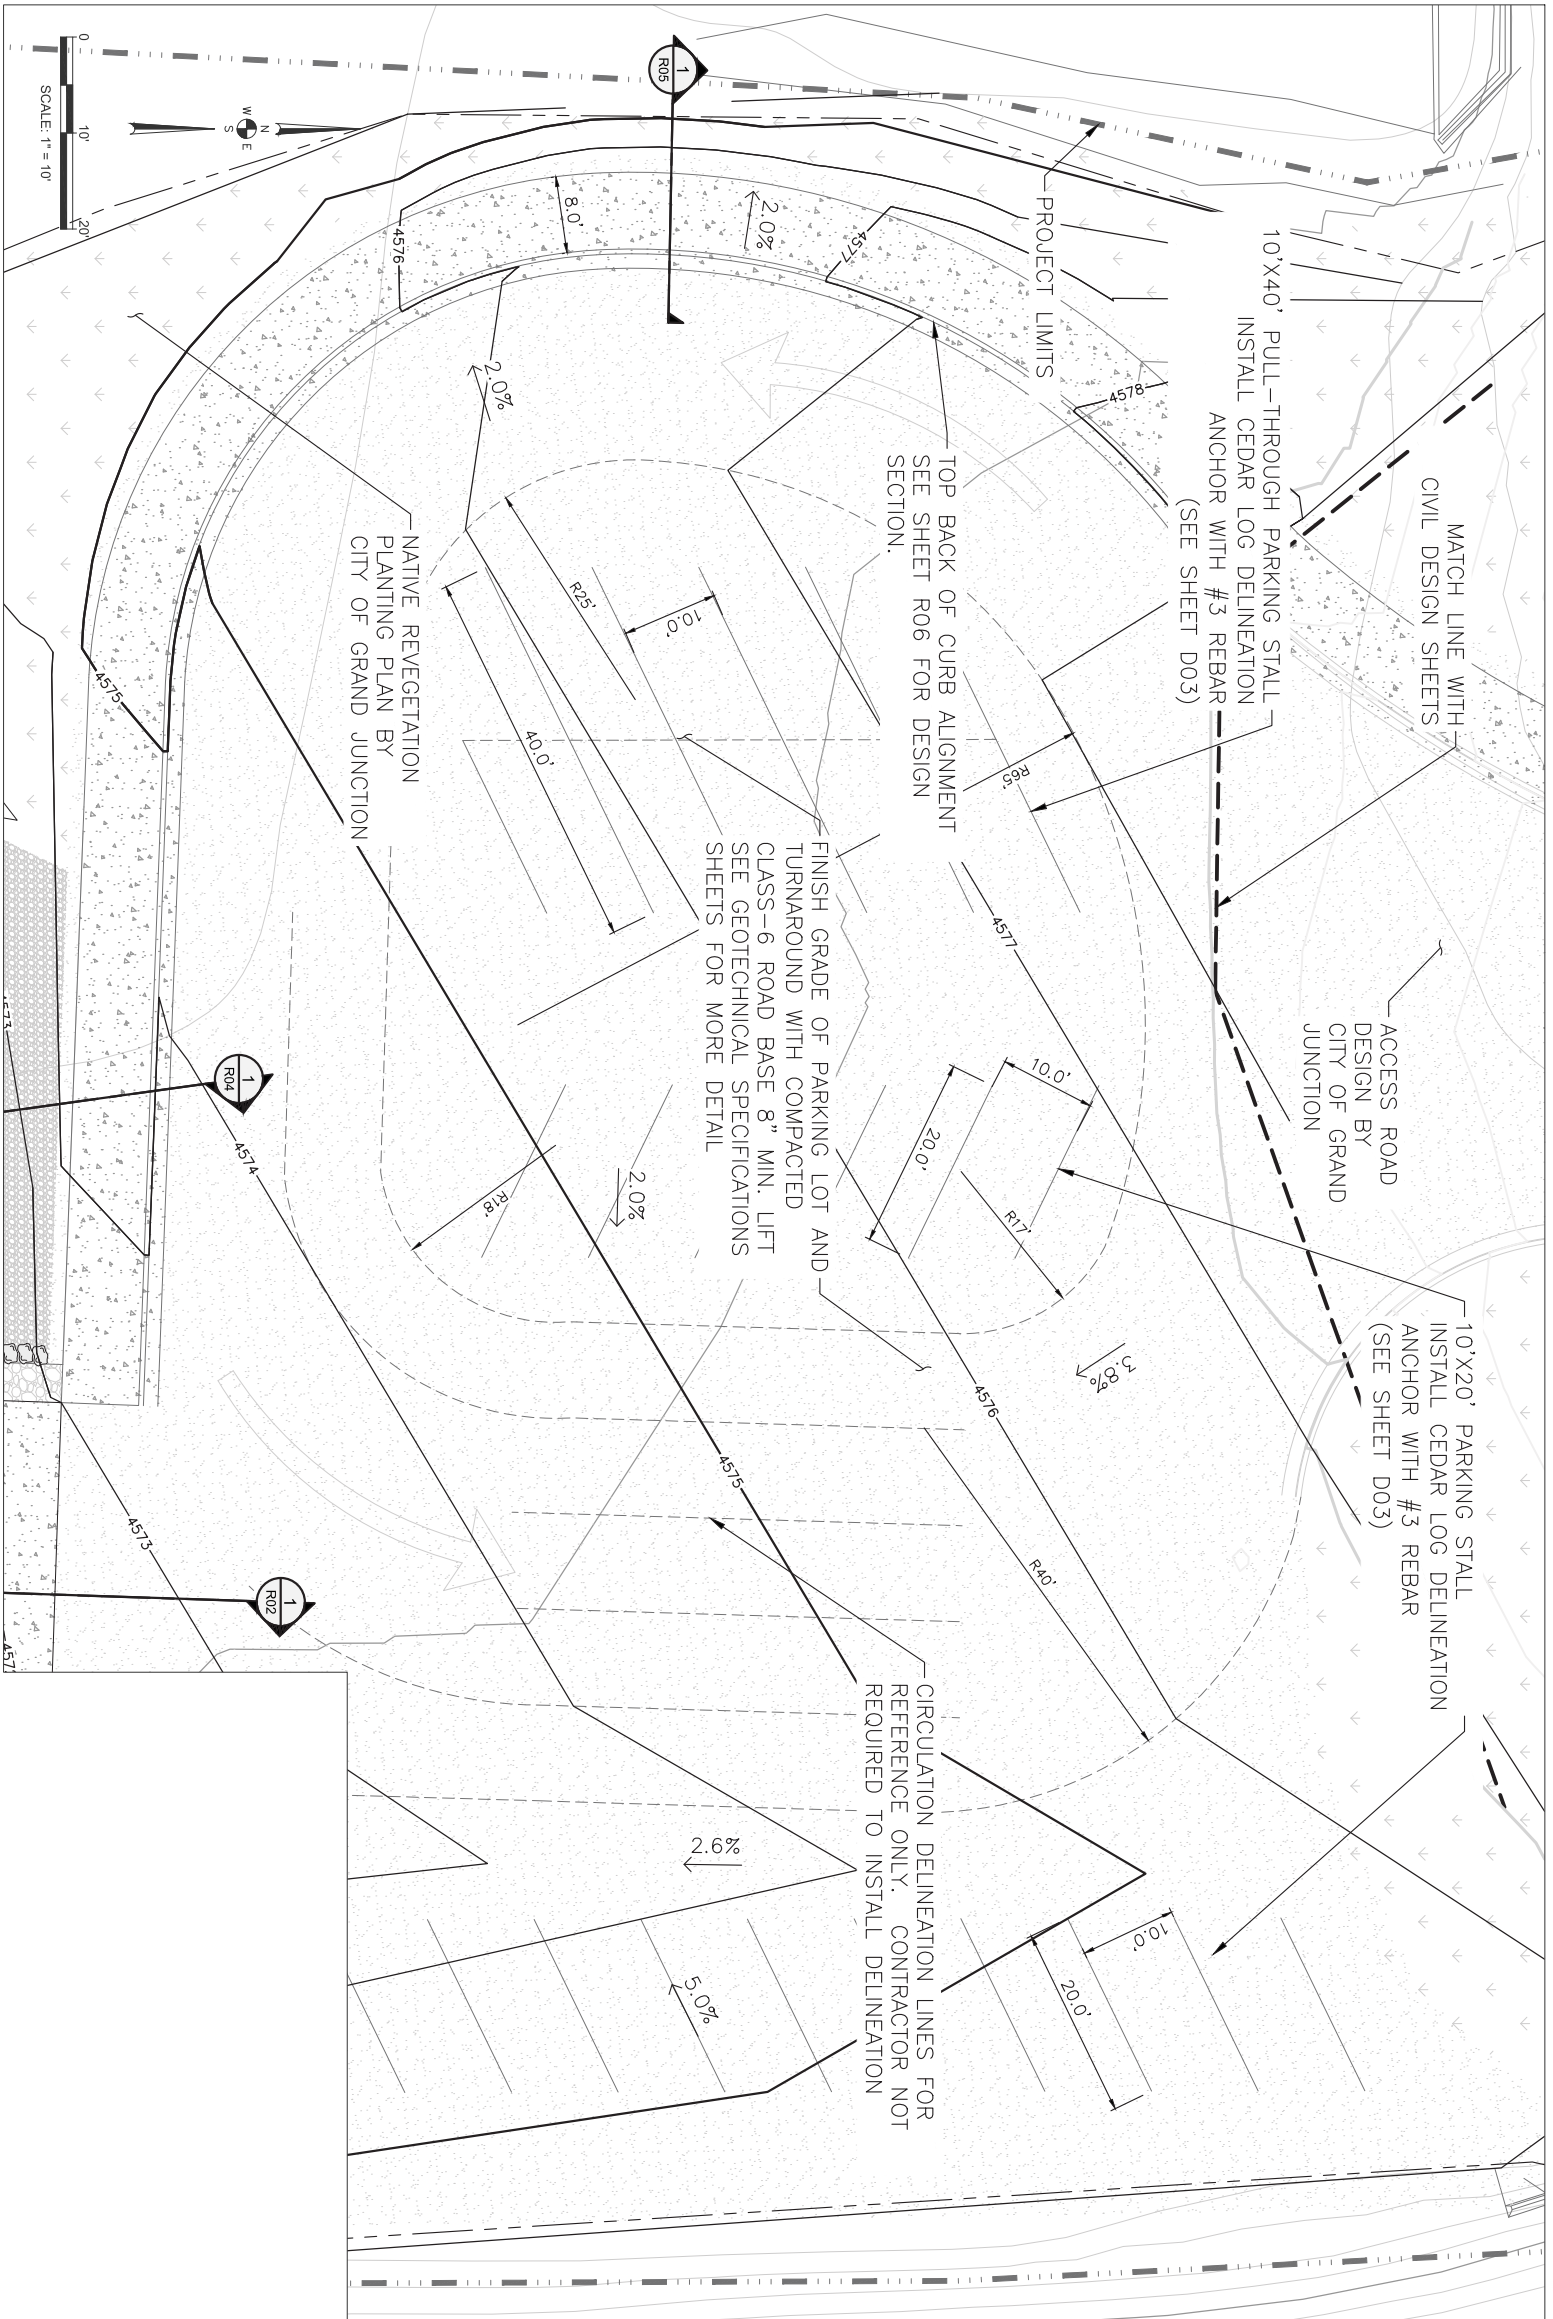 MATCH LINE WITH
CIVIL DESIGN SHEETS
10'X40' PULL-THROUGH PARKING STALL
INSTALL CEDAR LOG DELINEATION
ANCHOR WITH #3 REBAR
(SEE SHEET D03)
10'X20' PARKING STALL
INSTALL CEDAR LOG DELINEATION
ANCHOR WITH #3 REBAR
(SEE SHEET D03)
ACCESS ROAD
DESIGN BY
CITY OF GRAND
JUNCTION
PROJECT LIMITS
TOP BACK OF CURB ALIGNMENT
SEE SHEET R06 FOR DESIGN
SECTION.
FINISH GRADE OF PARKING LOT AND
TURNAROUND WITH COMPACTED
CLASS-6 ROAD BASE 8" MIN. LIFT
SEE GEOTECHNICAL SPECIFICATIONS
SHEETS FOR MORE DETAIL
CIRCULATION DELINEATION LINES FOR
REFERENCE ONLY. CONTRACTOR NOT
REQUIRED TO INSTALL DELINEATION
NATIVE REVEGETATION
PLANTING PLAN BY
CITY OF GRAND JUNCTION
4578
4577
4576
4575
4577
4576
4575
4574
4573
4573
8.0'
2.0%
2.0%
2.0%
3.8%
2.6%
5.0%
R25'
R65'
R17'
R18'
R40'
10.0'
40.0'
10.0'
20.0'
10.0'
20.0'
1
R05
1
R04
1
R02
N
W
E
S
0
10'
20'
SCALE: 1" = 10'